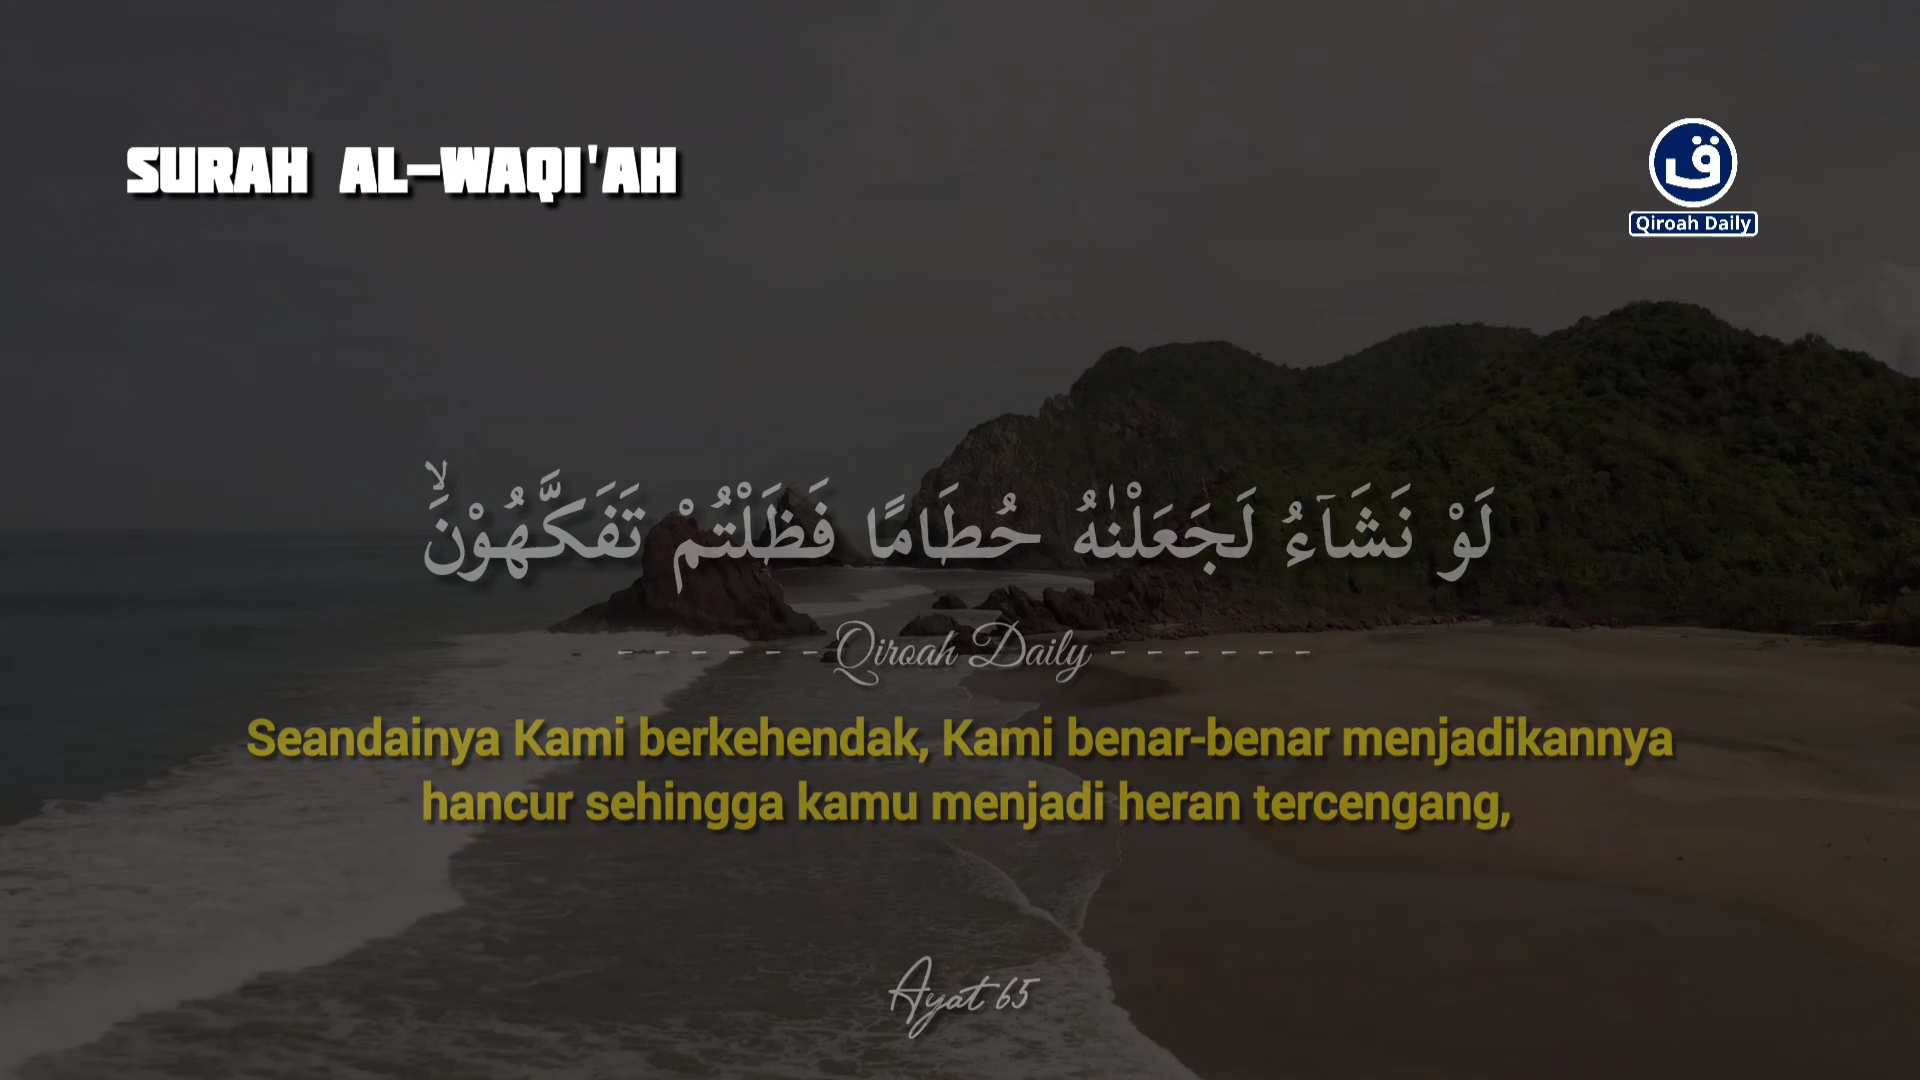 SURAH AL-WAQI'AH
ق
Qiroah Daily
لَوْ نَشَاۤءُ لَجَعَلْنٰهُ حُطَامًا فَظَلْتُمْ تَفَكَّهُوْنَۙ
------Qiroah Daily------
Seandainya Kami berkehendak, Kami benar-benar menjadikannya
hancur sehingga kamu menjadi heran tercengang,
Ayat 65